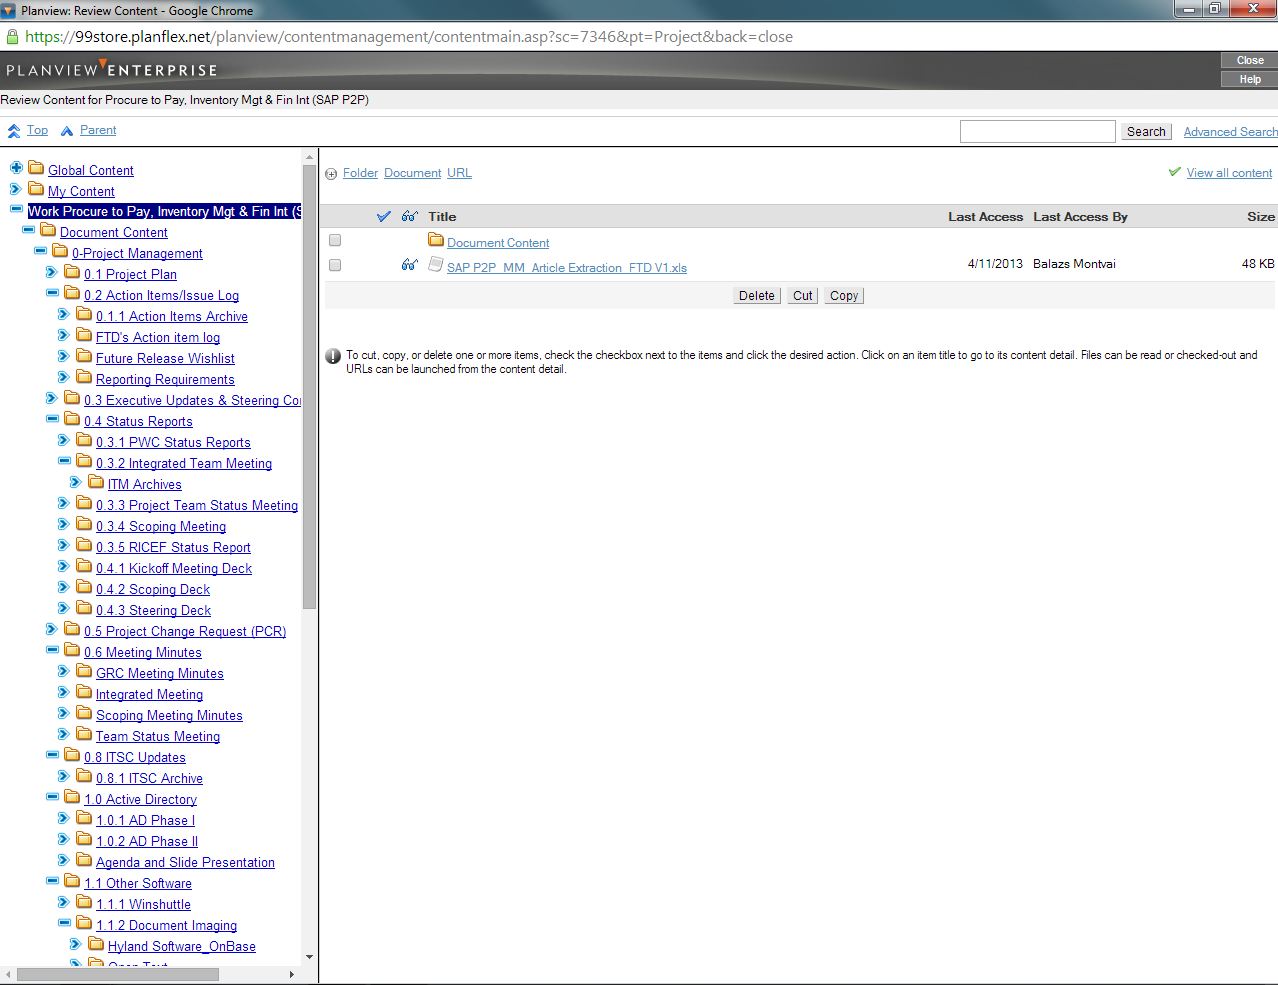 Planview: Review Content - Google Chrome
https://99store.planflex.net/planview/contentmanagement/contentmain.asp?sc=7346&pt=Project&back=close
PLANVIEW ENTERPRISE
Close
Help
Review Content for Procure to Pay, Inventory Mgt & Fin Int (SAP P2P)
Top Parent
Search Advanced Search
Global Content
My Content
Work Procure to Pay, Inventory Mgt & Fin Int (S
Document Content
0-Project Management
0.1 Project Plan
0.2 Action Items/Issue Log
0.1.1 Action Items Archive
FTD's Action item log
Future Release Wishlist
Reporting Requirements
0.3 Executive Updates & Steering Co
0.4 Status Reports
0.3.1 PWC Status Reports
0.3.2 Integrated Team Meeting
ITM Archives
0.3.3 Project Team Status Meeting
0.3.4 Scoping Meeting
0.3.5 RICEF Status Report
0.4.1 Kickoff Meeting Deck
0.4.2 Scoping Deck
0.4.3 Steering Deck
0.5 Project Change Request (PCR)
0.6 Meeting Minutes
GRC Meeting Minutes
Integrated Meeting
Scoping Meeting Minutes
Team Status Meeting
0.8 ITSC Updates
0.8.1 ITSC Archive
1.0 Active Directory
1.0.1 AD Phase I
1.0.2 AD Phase II
Agenda and Slide Presentation
1.1 Other Software
1.1.1 Winshuttle
1.1.2 Document Imaging
Hyland Software_OnBase
Open Text
Folder Document URL
View all content
Title Last Access Last Access By Size
Document Content
SAP P2P_MM_Article Extraction_FTD V1.xls 4/11/2013 Balazs Montvai 48 KB
Delete Cut Copy
To cut, copy, or delete one or more items, check the checkbox next to the items and click the desired action. Click on an item title to go to its content detail. Files can be read or checked-out and
URLs can be launched from the content detail.